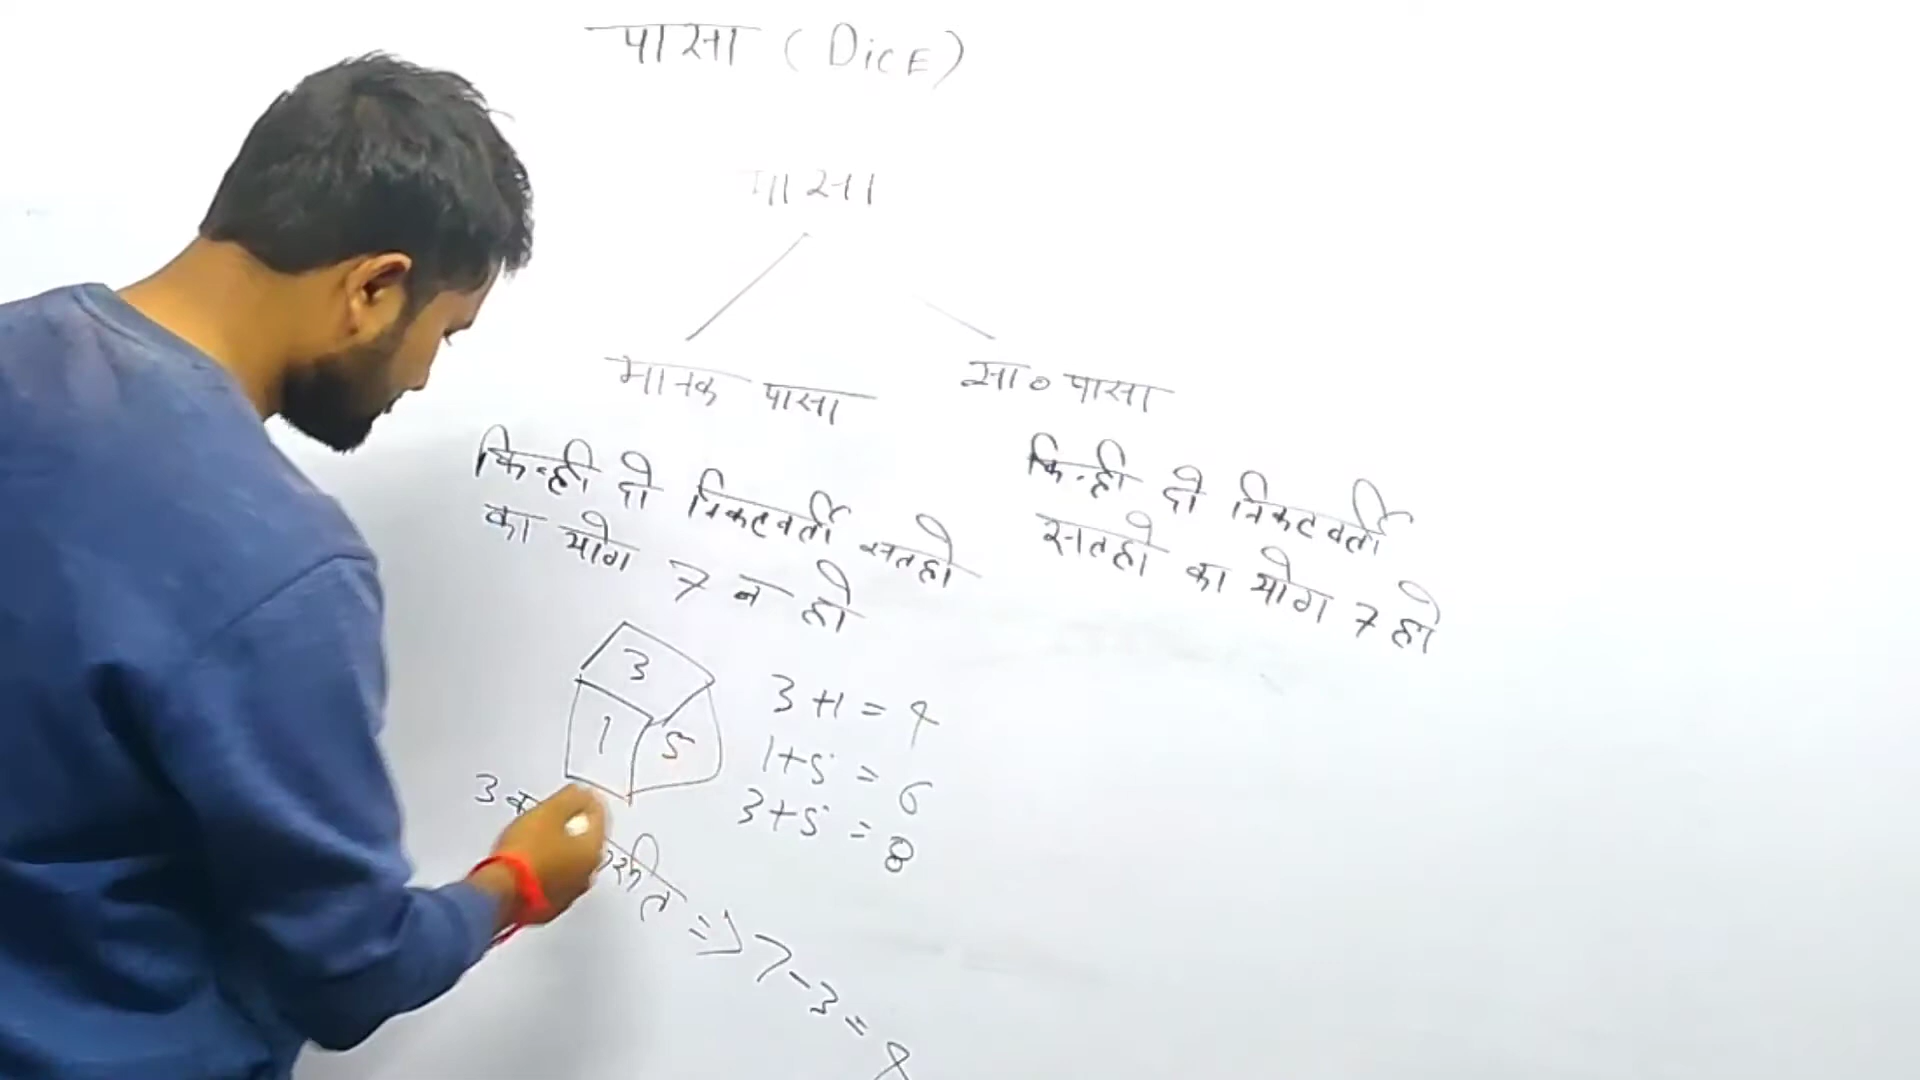 पासा (DicE)
पासा
मानक पासा
सा० पासा
किन्ही दो निकटवर्ती सतहो
का योग 7 न हो
किन्ही दो निकटवर्ती
सतहो का योग 7 हो
3
1 5
3+1 = 4
1+5 = 6
3+5 = 8
3 => 7-3 = 4